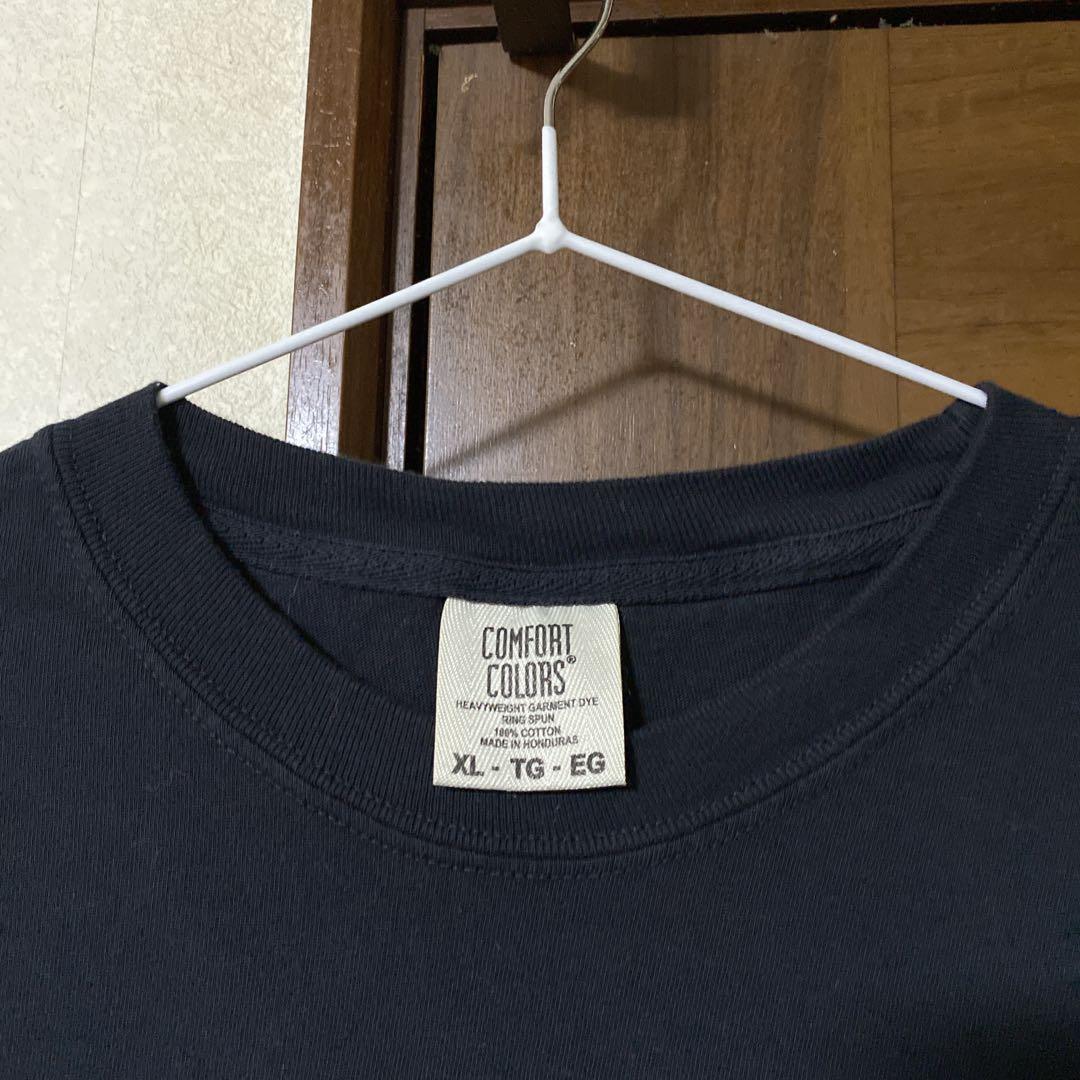 COMFORT
COLORS®
HEAVYWEIGHT GARMENT DYE
RING SPUN
100% COTTON
MADE IN HONDURAS
XL - TG - EG